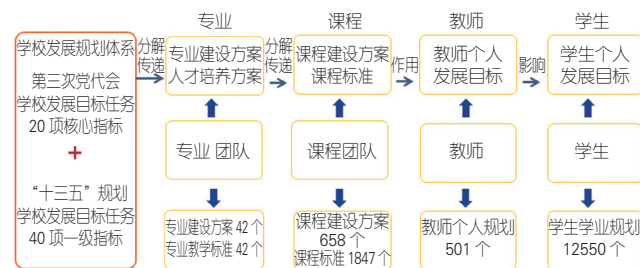 专业
课程
教师
学生
学校发展规划体系
第三次党代会
学校发展目标任务
20 项核心指标
+
“十三五”规划
学校发展目标任务
40 项一级指标
分解
传递
专业建设方案
人才培养方案
分解
传递
课程建设方案
课程标准
作用
教师个人
发展目标
影响
学生个人
发展目标
专业 团队
课程团队
教师
学生
专业建设方案 42 个
专业教学标准 42 个
课程建设方案
658 个
课程标准 1847 个
教师个人规划
501 个
学生学业规划
12550 个